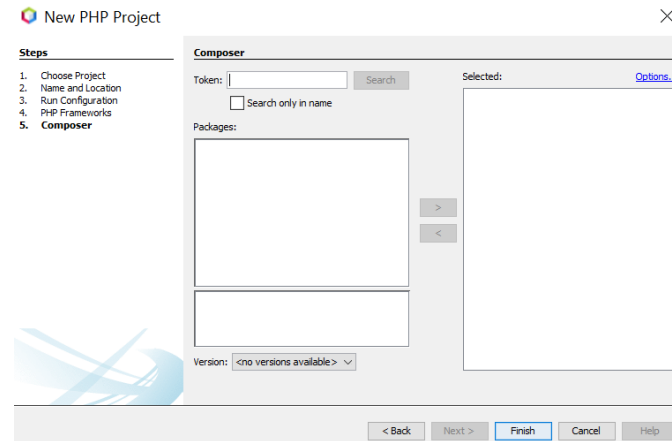 New PHP Project
Steps
1. Choose Project
2. Name and Location
3. Run Configuration
4. PHP Frameworks
5. Composer
Composer
Token:
Search
Search only in name
Packages:
>
<
Selected:
Options.
Version: <no versions available>
< Back
Next >
Finish
Cancel
Help